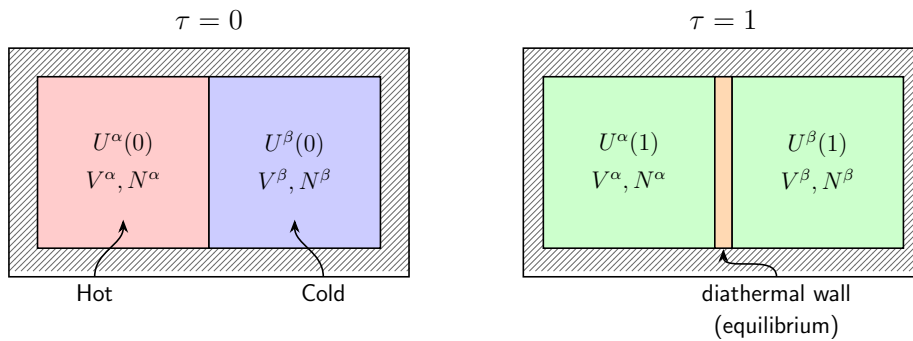 τ = 0
U^α(0)
V^α, N^α
U^β(0)
V^β, N^β
Hot
Cold
τ = 1
U^α(1)
V^α, N^α
U^β(1)
V^β, N^β
diathermal wall
(equilibrium)